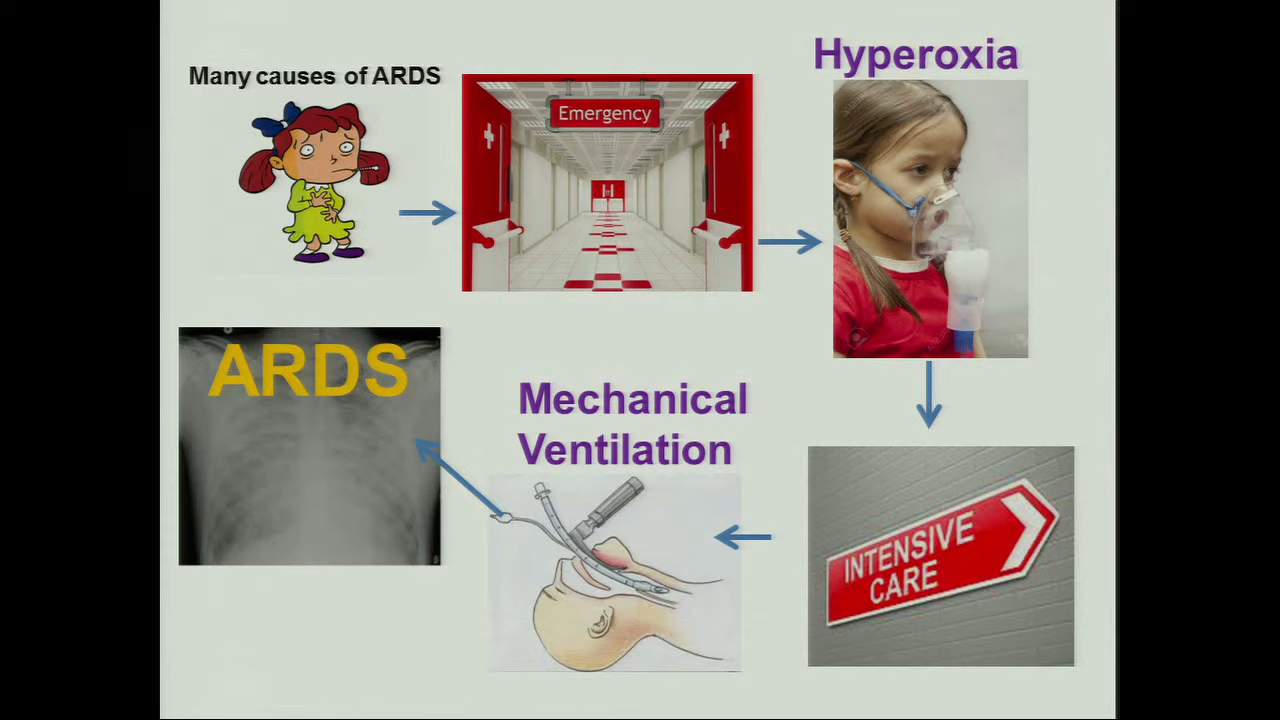 Many causes of ARDS
Emergency
Hyperoxia
ARDS
Mechanical
Ventilation
INTENSIVE
CARE